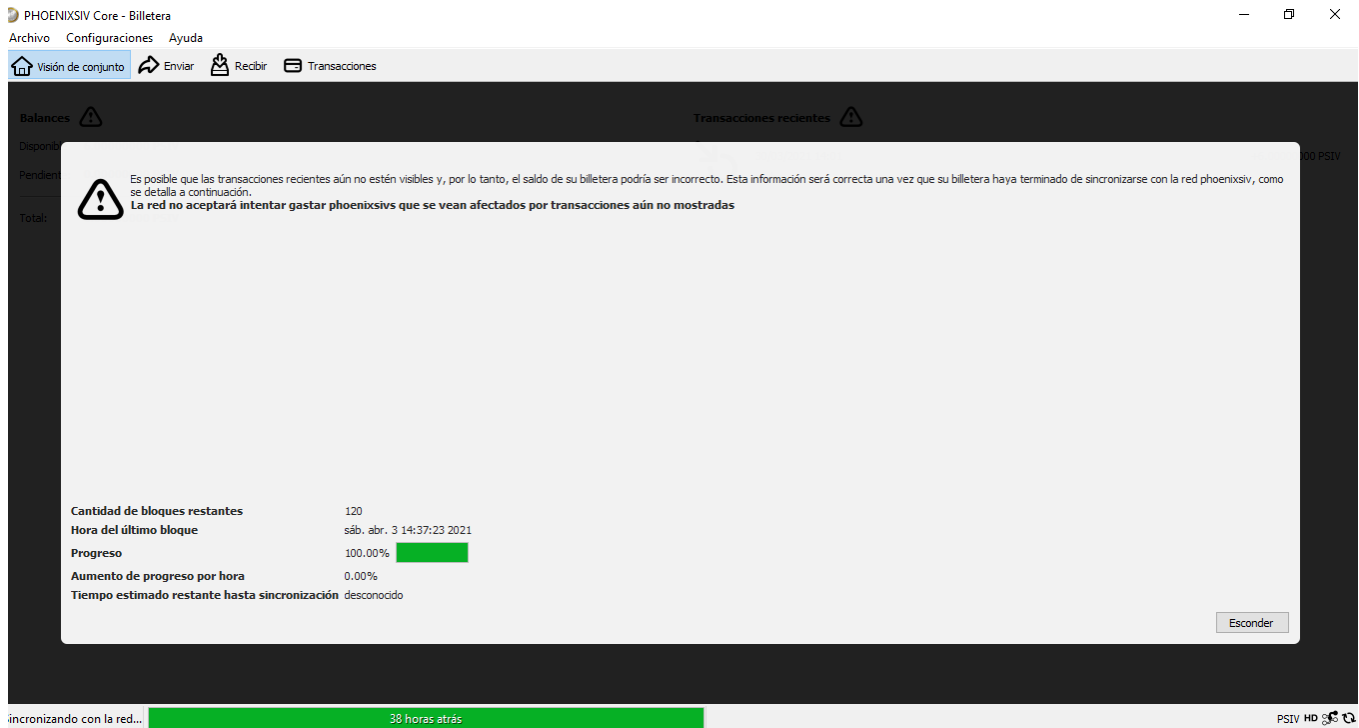 PHOENIXSIV Core - Billetera
Archivo Configuraciones Ayuda
Visión de conjunto Enviar Recibir Transacciones
Balances Transacciones recientes
Disponib
000 PSIV
Pendient
Total:
Es posible que las transacciones recientes aún no estén visibles y, por lo tanto, el saldo de su billetera podría ser incorrecto. Esta información será correcta una vez que su billetera haya terminado de sincronizarse con la red phoenixsiv, como
se detalla a continuación.
La red no aceptará intentar gastar phoenixsivs que se vean afectados por transacciones aún no mostradas
Cantidad de bloques restantes 120
Hora del último bloque sáb. abr. 3 14:37:23 2021
Progreso 100.00%
Aumento de progreso por hora 0.00%
Tiempo estimado restante hasta sincronización desconocido
Esconder
incronizando con la red... 38 horas atrás PSIV HD